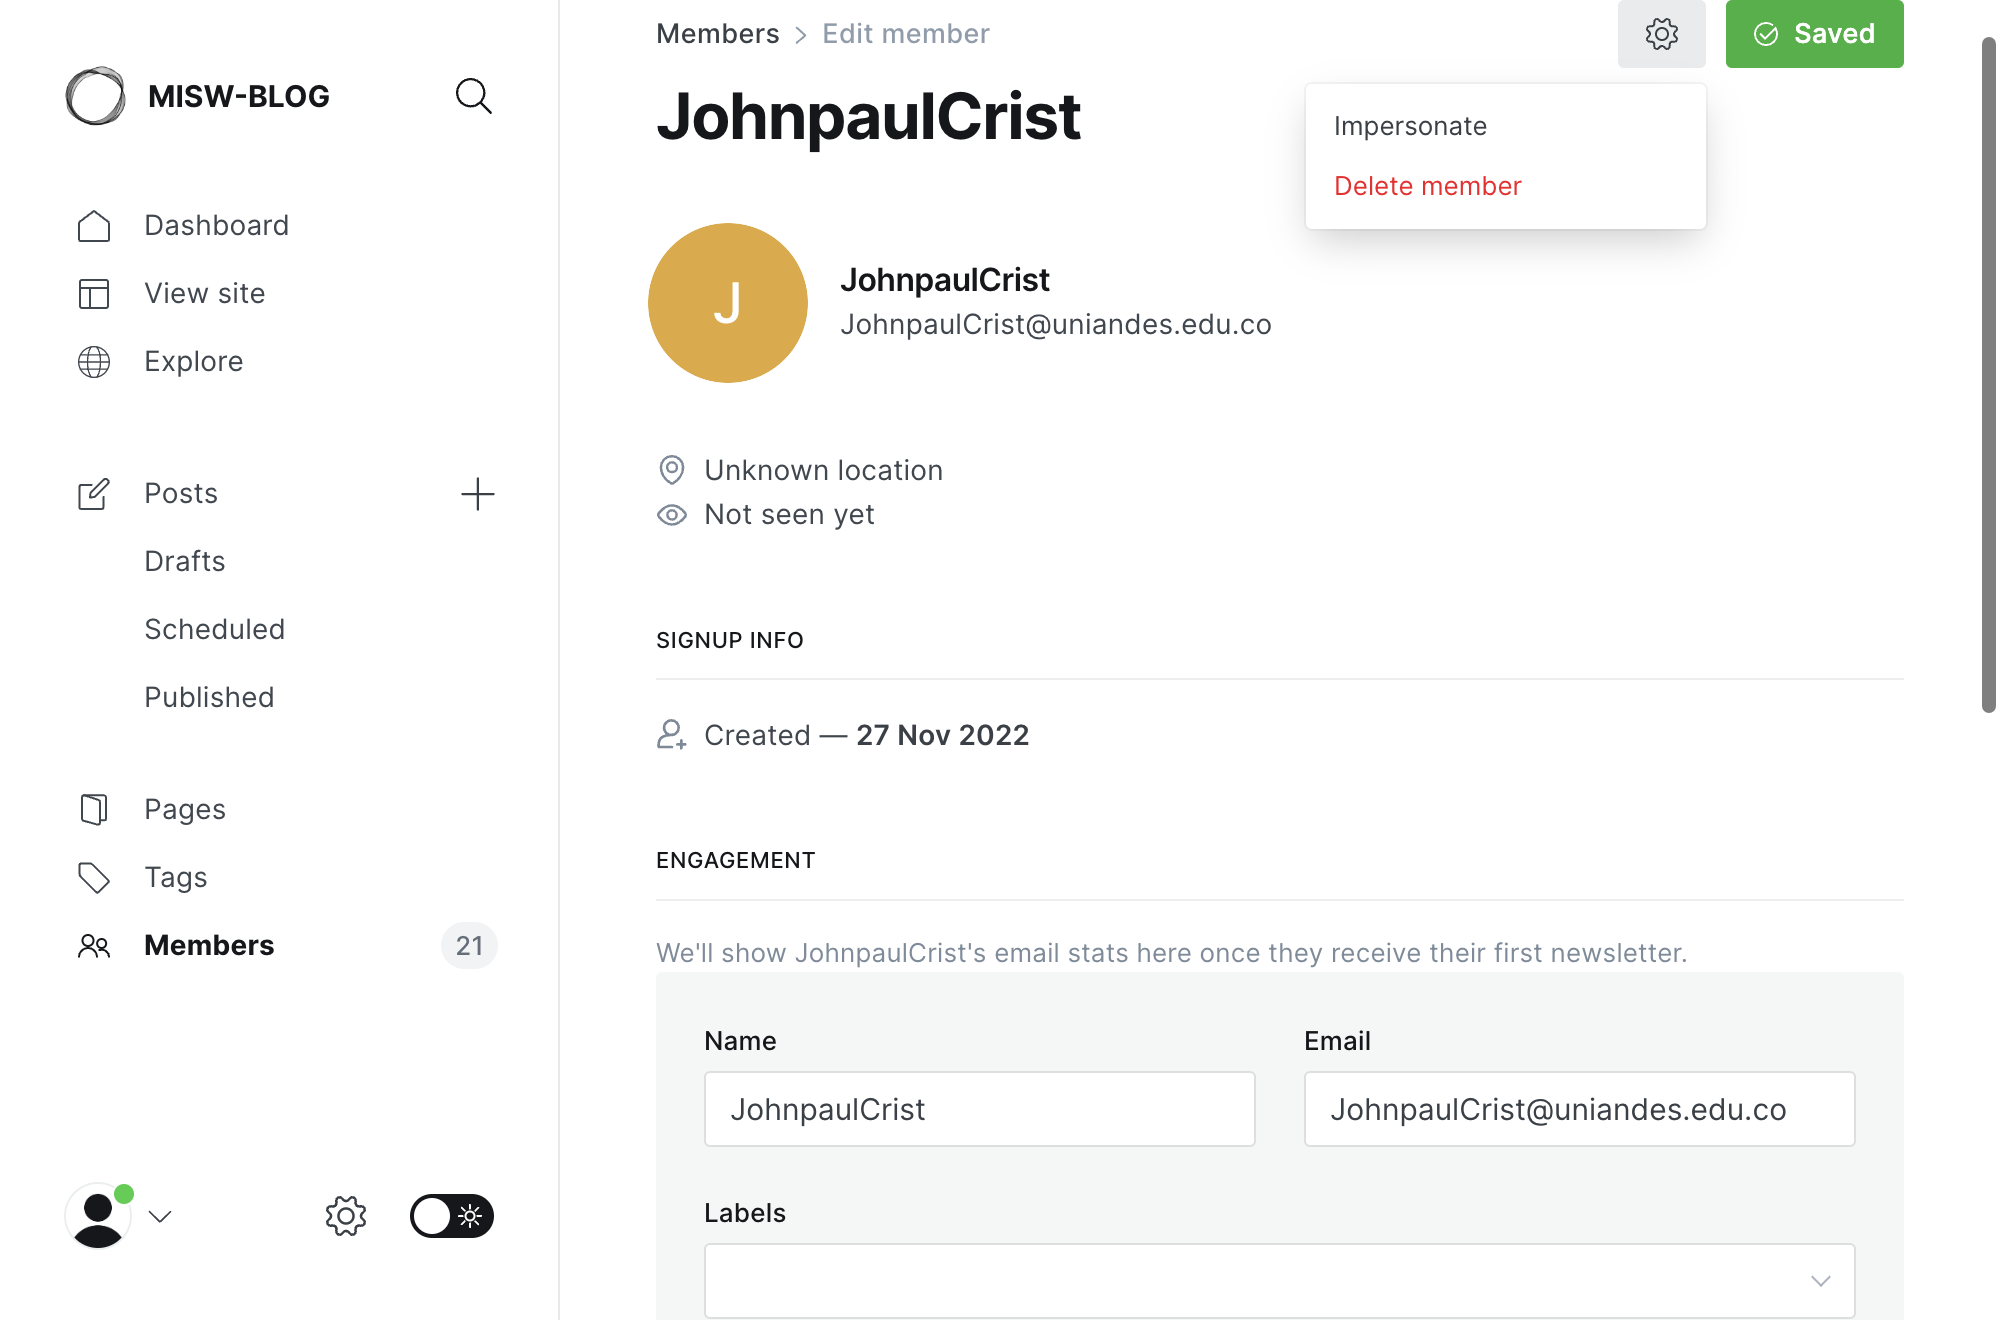 MISW-BLOG
Dashboard
View site
Explore
Posts
Drafts
Scheduled
Published
Pages
Tags
Members
21
Members > Edit member
Saved
JohnpaulCrist
Impersonate
Delete member
J
JohnpaulCrist
JohnpaulCrist@uniandes.edu.co
Unknown location
Not seen yet
SIGNUP INFO
Created — 27 Nov 2022
ENGAGEMENT
We'll show JohnpaulCrist's email stats here once they receive their first newsletter.
Name
Email
JohnpaulCrist
JohnpaulCrist@uniandes.edu.co
Labels